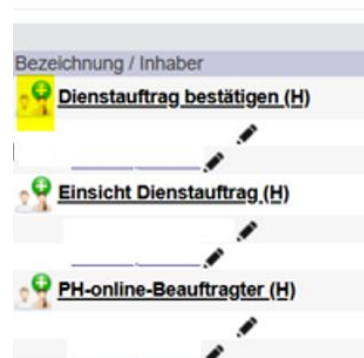 Bezeichnung / Inhaber
Dienstauftrag bestätigen (H)
Einsicht Dienstauftrag (H)
PH-online-Beauftragter (H)